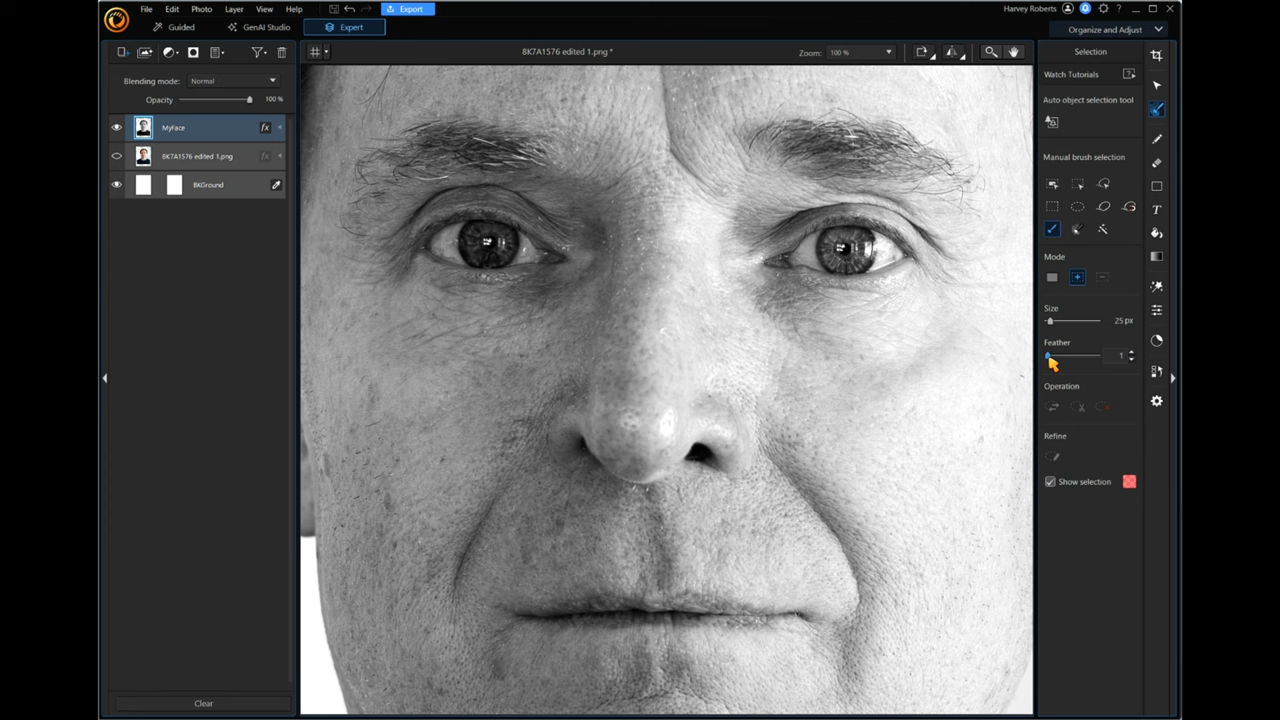 File Edit Photo Layer View Help Export Harvey Roberts ?
Guided GenAI Studio Expert Organize and Adjust
8K7A1576 edited 1.png * Zoom: 100 % Selection
Blending mode: Normal
Opacity 100 %
MyFace fx
8K7A1576 edited 1.png fx
BKGround
Clear
Watch Tutorials
Auto object selection tool
Manual brush selection
Mode
Size
25 px
Feather
1
Operation
Refine
Show selection
T